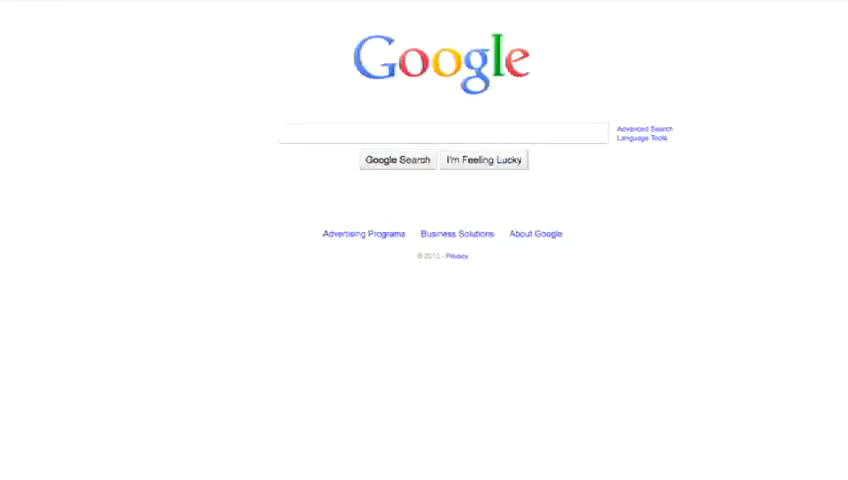 Google
Advanced Search
Language Tools
Google Search I'm Feeling Lucky
Advertising Programs Business Solutions About Google
© 2010 - Privacy